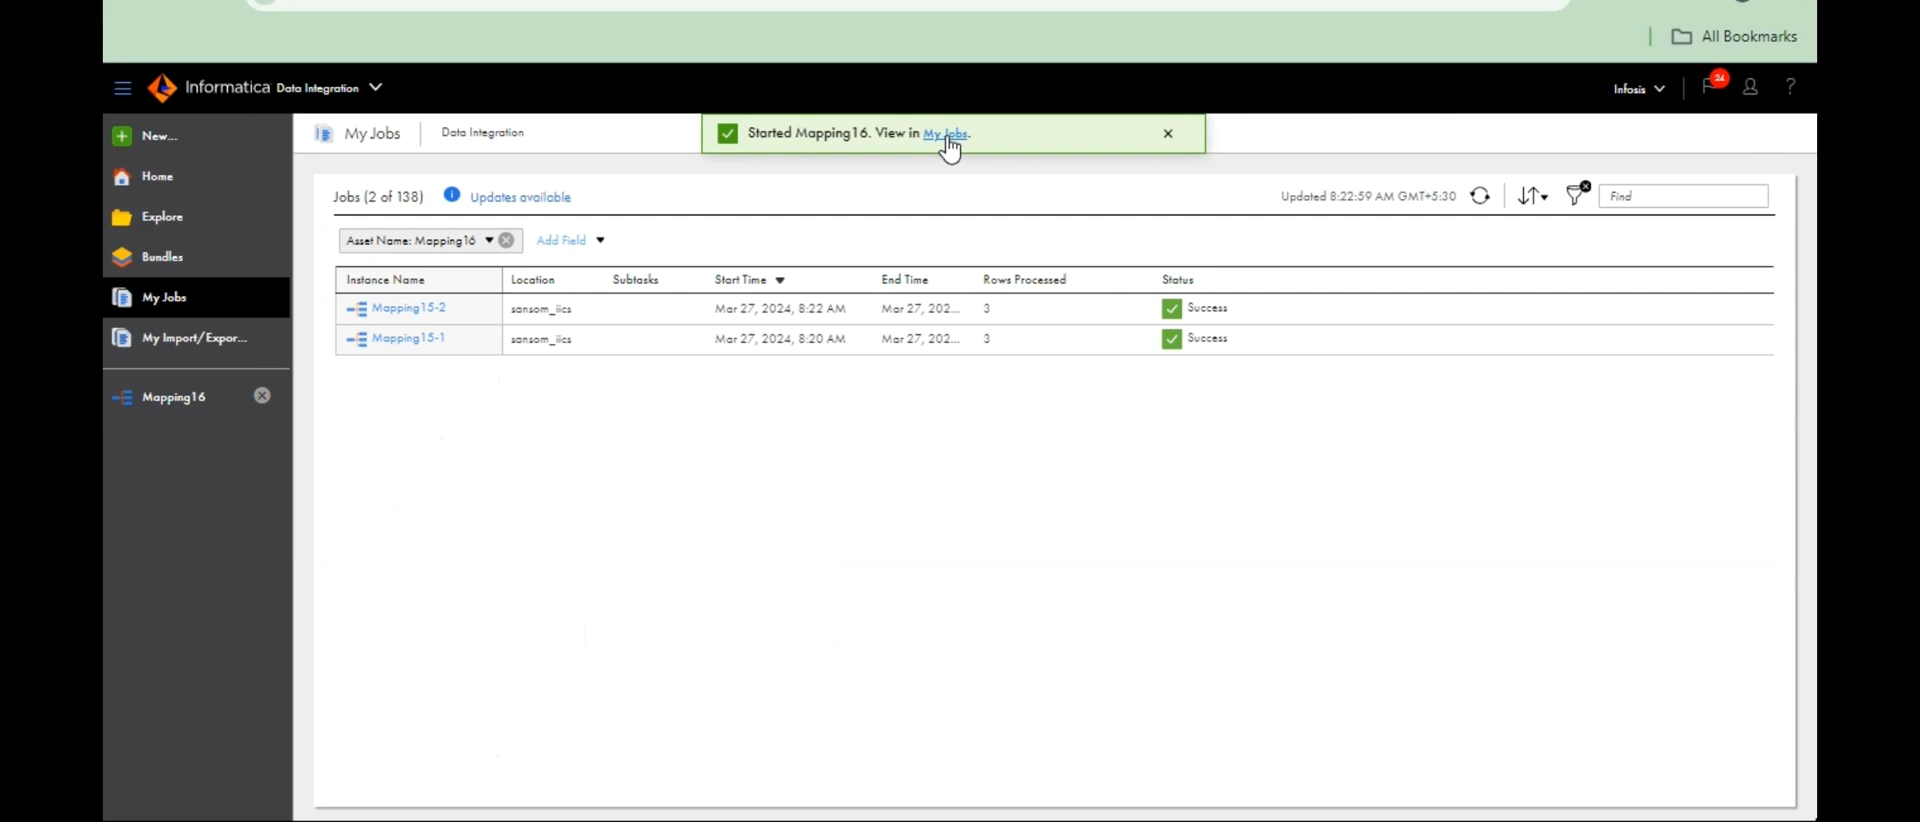 All Bookmarks
Informatica Data Integration
Infosis
24
?
New...
My Jobs
Data Integration
Started Mapping16. View in My Jobs.
Home
Explore
Bundles
My Jobs
My Import/Expor...
Mapping16
Jobs (2 of 138)
Updates available
Updated 8:22:59 AM GMT+5:30
Find
Asset Name: Mapping16
Add Field
Instance Name Location Subtasks Start Time End Time Rows Processed Status
Mapping15-2 sansom_iics Mar 27, 2024, 8:22 AM Mar 27, 202... 3 Success
Mapping15-1 sansom_iics Mar 27, 2024, 8:20 AM Mar 27, 202... 3 Success